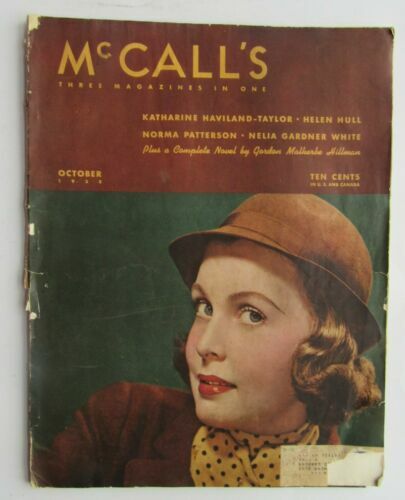 McCALL'S
THREE MAGAZINES IN ONE
KATHARINE HAVILAND-TAYLOR · HELEN HULL
NORMA PATTERSON · NELIA GARDNER WHITE
Plus a Complete Novel by Gordon Malherbe Hillman
OCTOBER
TEN CENTS
IN U.S. AND CANADA